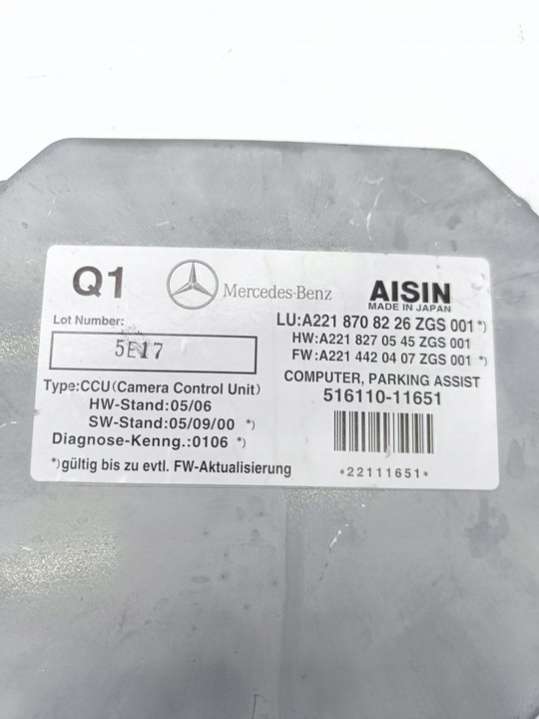 Q1
Mercedes-Benz
AISIN
MADE IN JAPAN
Lot Number:
5E17
LU:A221 870 82 26 ZGS 001*)
HW:A221 827 05 45 ZGS 001
FW:A221 442 04 07 ZGS 001*)
Type:CCU(Camera Control Unit)
HW-Stand:05/06
SW-Stand:05/09/00 *)
Diagnose-Kenng.:0106 *)
*)gültig bis zu evtl. FW-Aktualisierung
COMPUTER, PARKING ASSIST
516110-11651
*22111651*